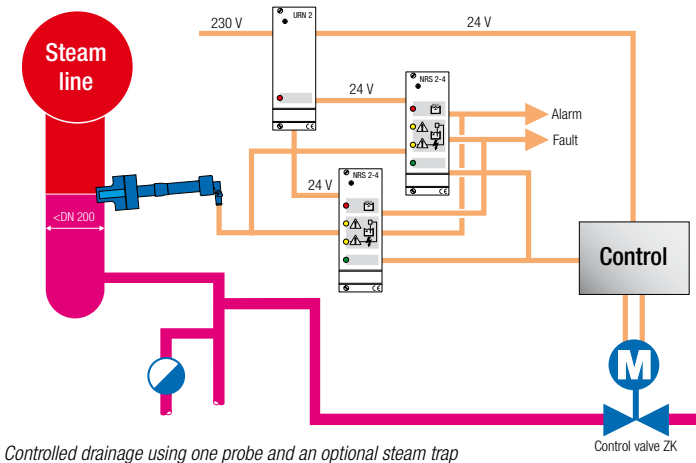 230 V
URN 2
24 V
Steam
line
24 V
NRS 2-4
Alarm
Fault
24 V
NRS 2-4
<DN 200
Control
M
Control valve ZK
Controlled drainage using one probe and an optional steam trap